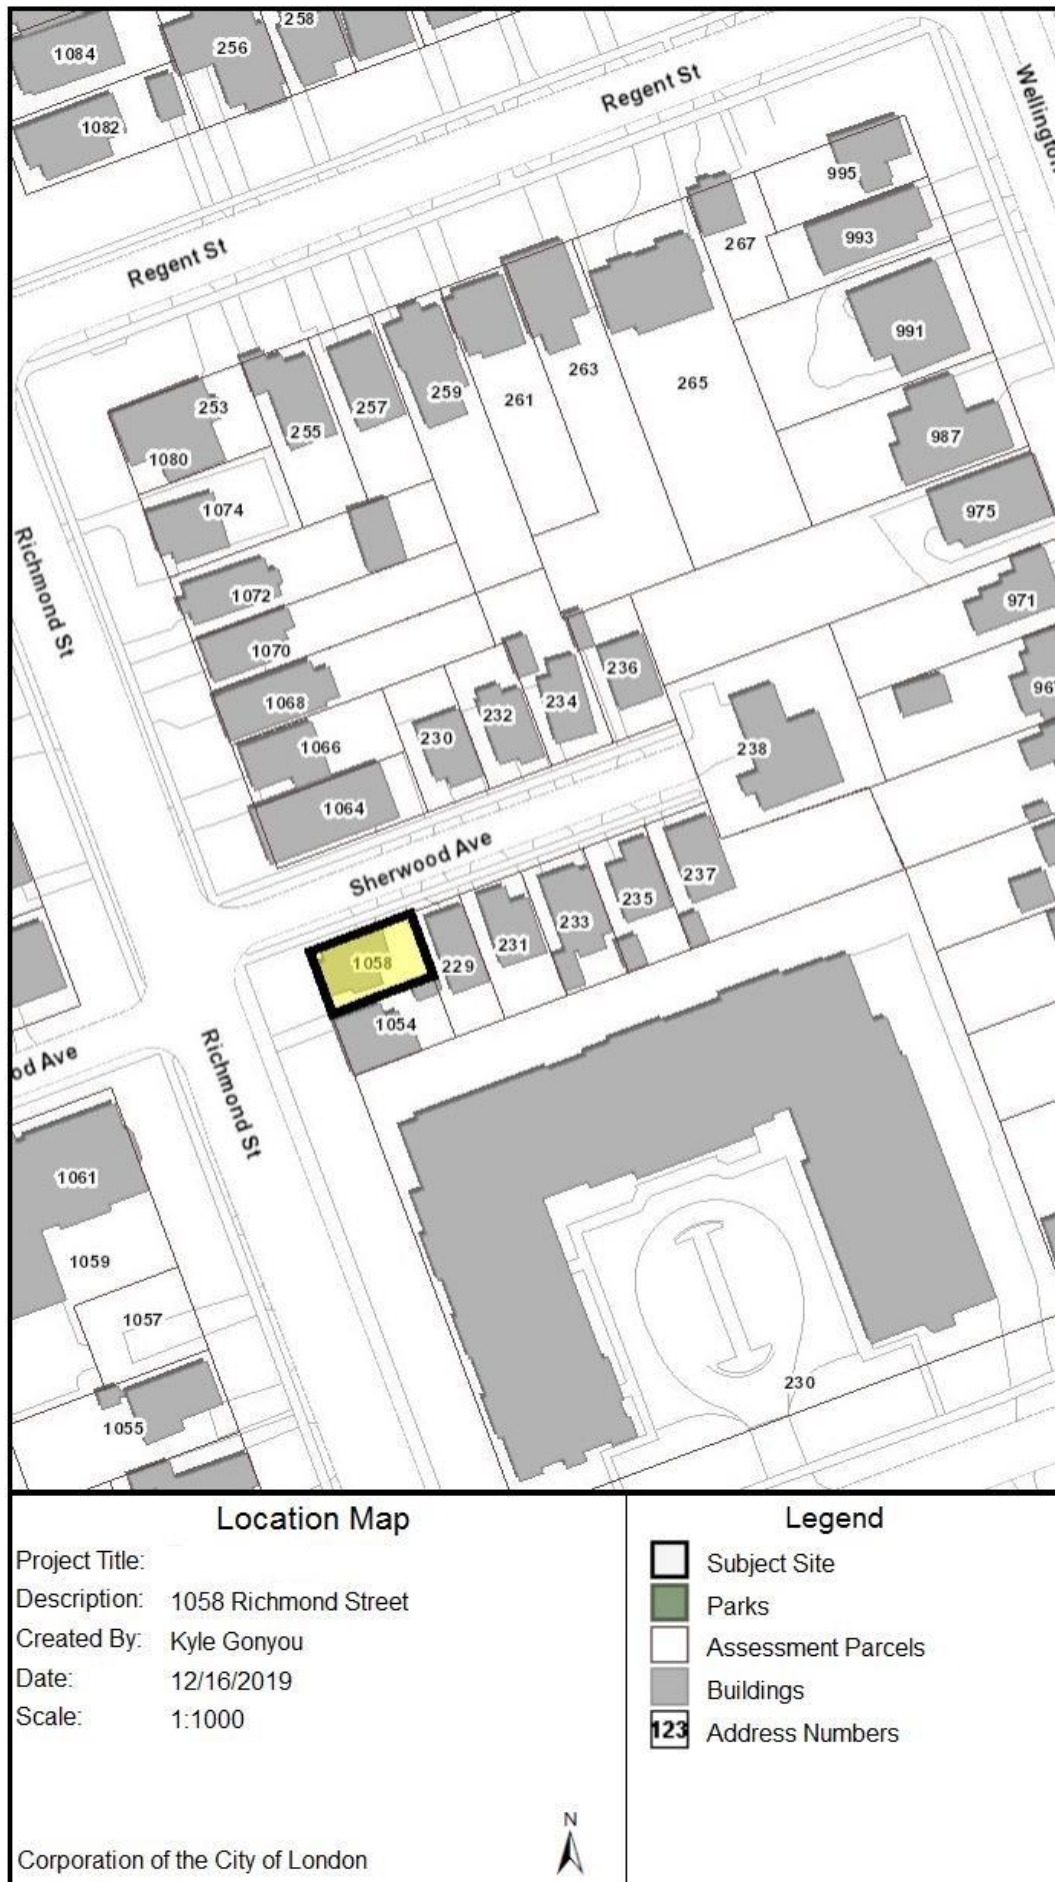 258
1084
256
Regent St
Wellington
1082
995
267
993
Regent St
991
259
263
265
253
257
261
255
987
1080
1074
975
Richmond St
1072
971
1070
236
1068
234
232
1066
230
238
1064
Sherwood Ave
237
235
233
231
1058
229
1054
od Ave
Richmond St
1061
1059
1057
230
1055
Location Map
Project Title:
Description: 1058 Richmond Street
Created By: Kyle Gonyou
Date: 12/16/2019
Scale: 1:1000
N
Corporation of the City of London
Legend
Subject Site
Parks
Assessment Parcels
Buildings
123 Address Numbers